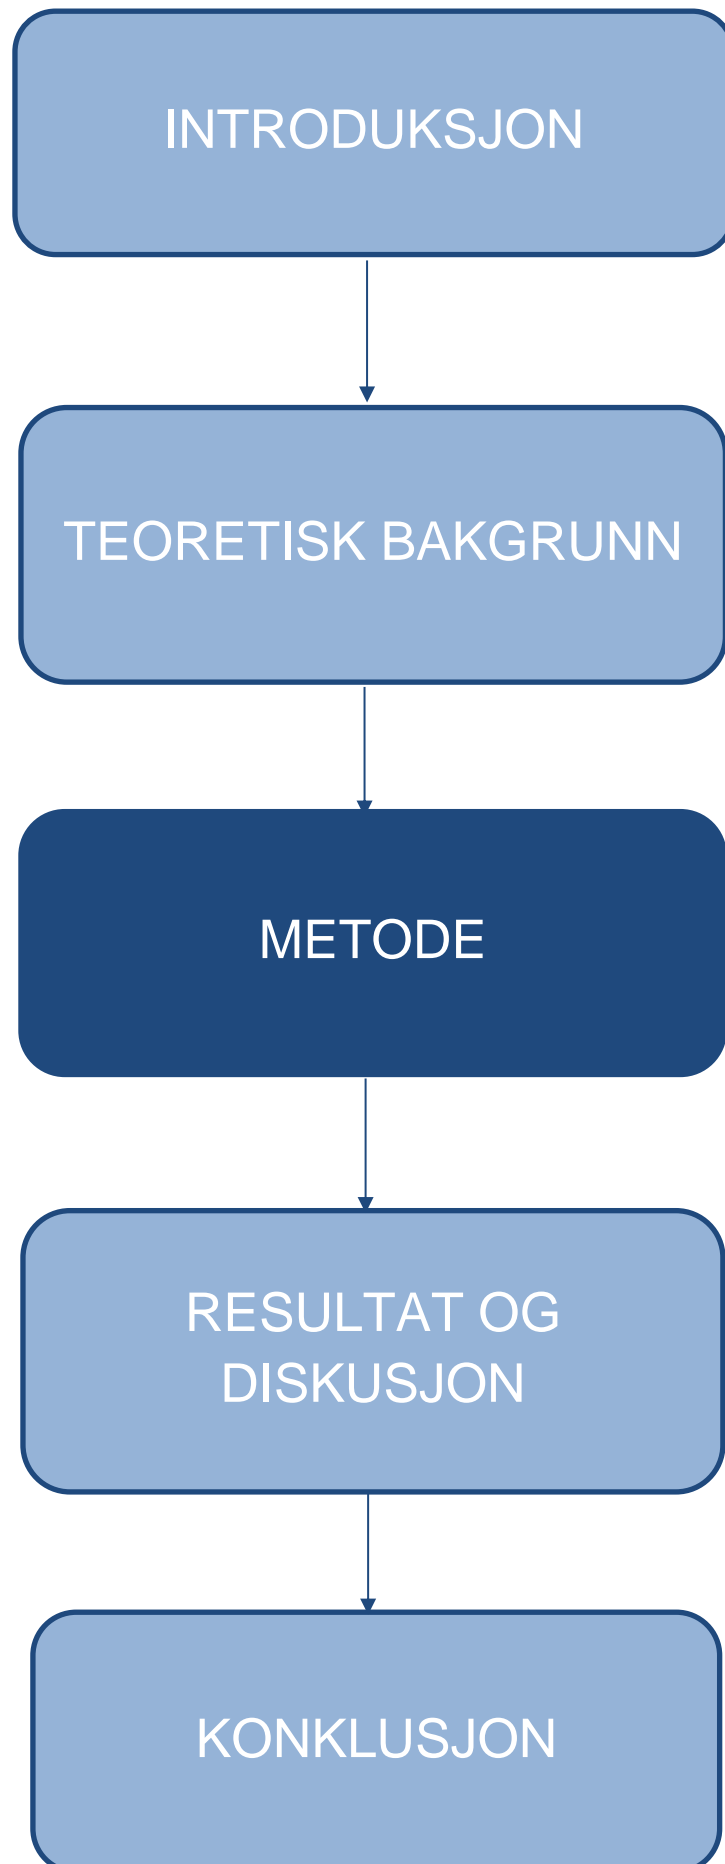 INTRODUKSJON
TEORETISK BAKGRUNN
METODE
RESULTAT OG
DISKUSJON
KONKLUSJON